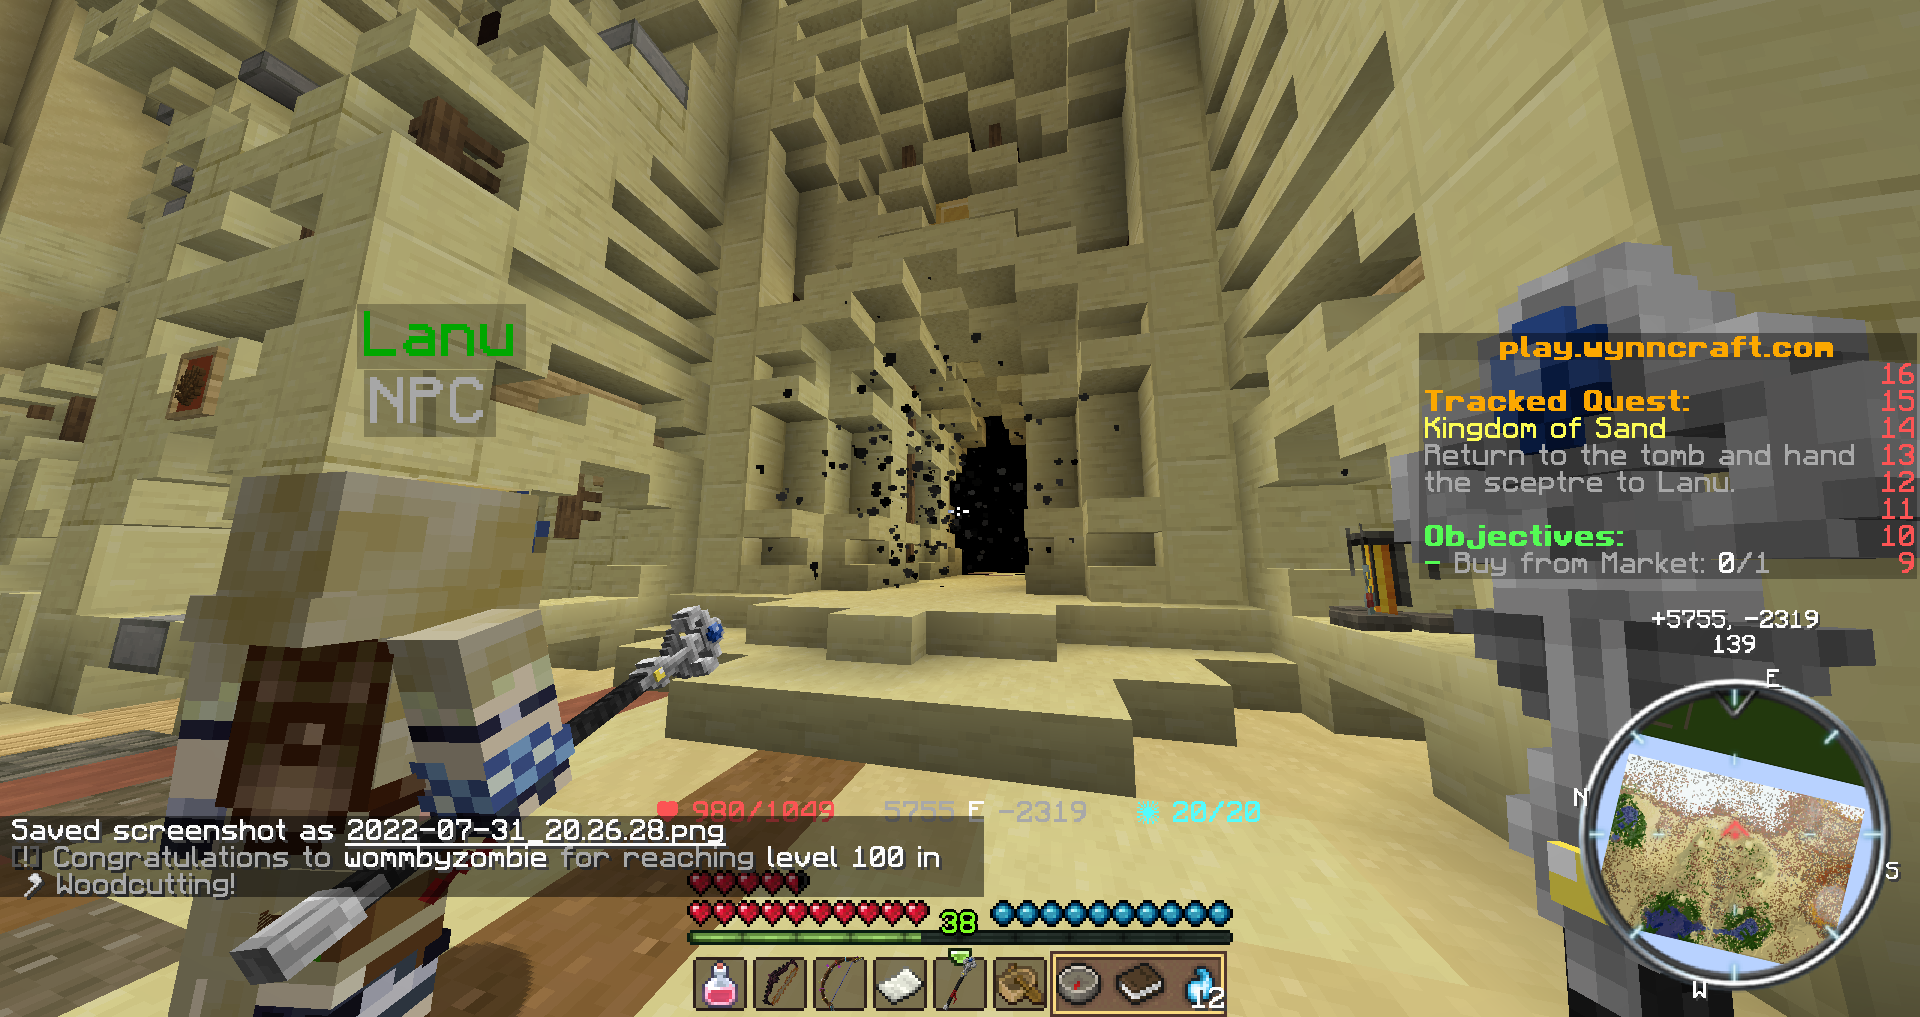 Lanu
NPC
play.wynncraft.com
16
Tracked Quest: 15
Kingdom of Sand 14
Return to the tomb and hand 13
the sceptre to Lanu. 12
11
Objectives: 10
- Buy from Market: 0/1 9
+5755, -2319
139
E
N
S
W
980/1049 5755 E -2319 20/20
Saved screenshot as 2022-07-31_20.26.28.png
[!] Congratulations to wommbyzombie for reaching level 100 in
Woodcutting!
38
12